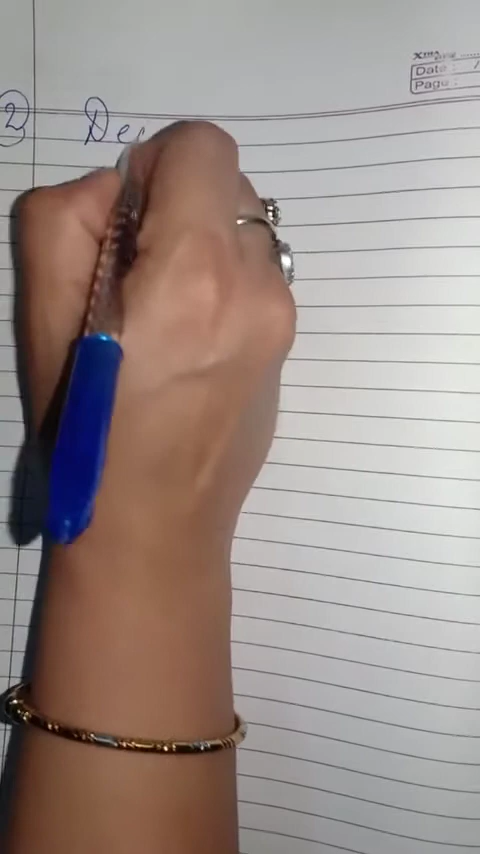 Date :
Page :
② De